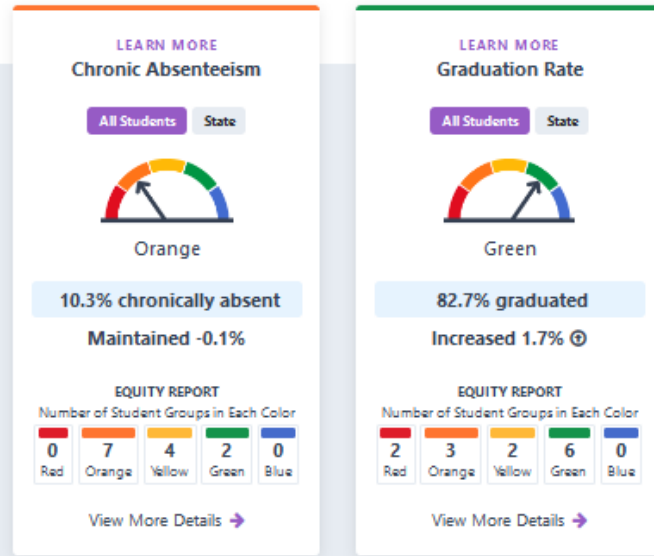 LEARN MORE
Chronic Absenteeism
All Students State
Orange
10.3% chronically absent
Maintained -0.1%
EQUITY REPORT
Number of Student Groups in Each Color
0 7 4 2 0
Red Orange Yellow Green Blue
View More Details
LEARN MORE
Graduation Rate
All Students State
Green
82.7% graduated
Increased 1.7%
EQUITY REPORT
Number of Student Groups in Each Color
2 3 2 6 0
Red Orange Yellow Green Blue
View More Details